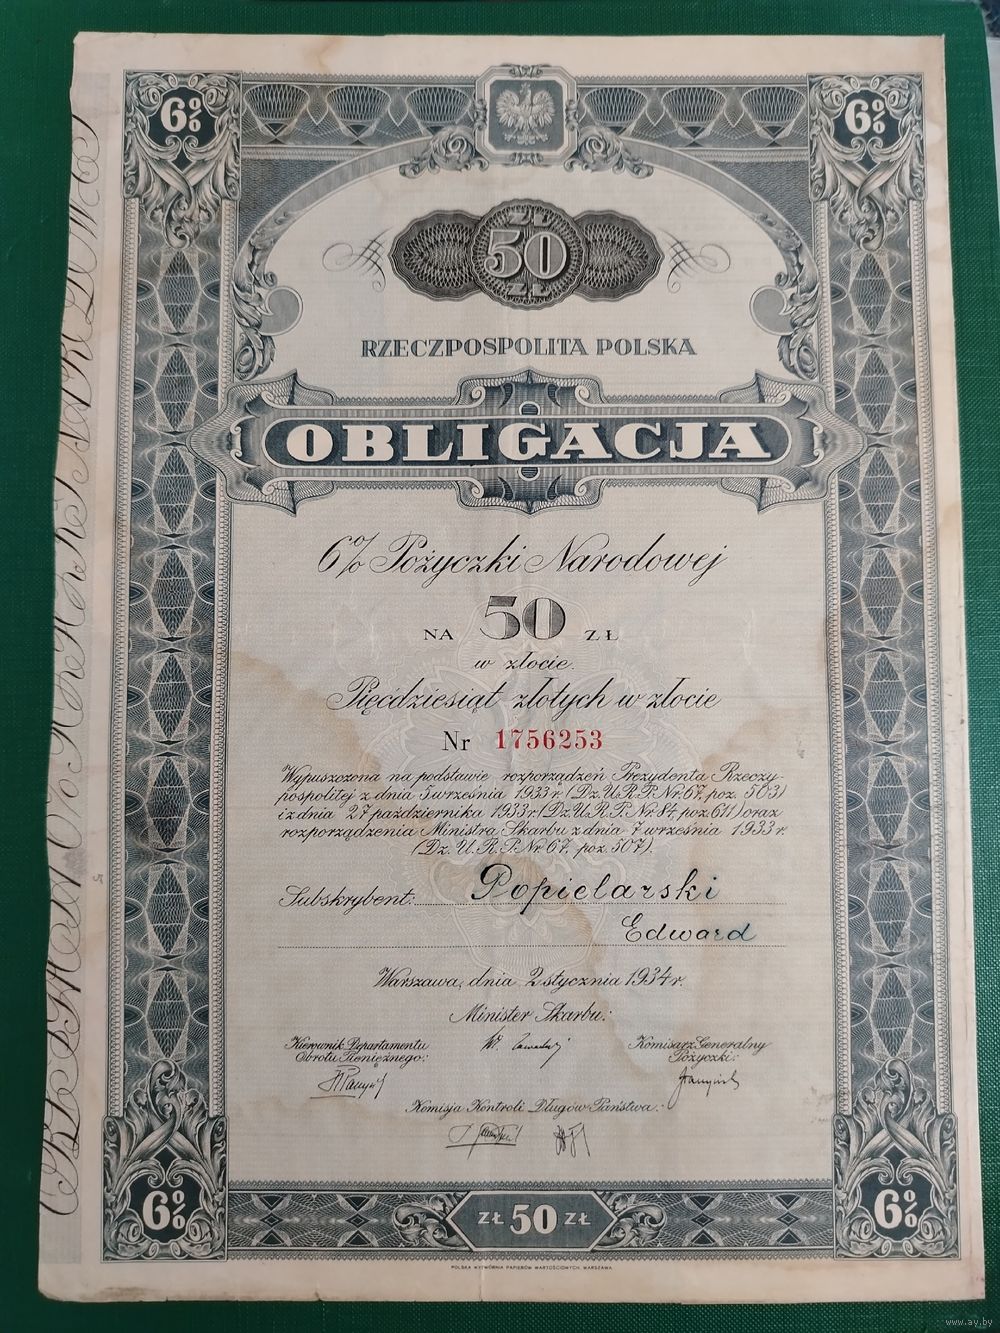 6%
6%
ZŁ
50
ZŁ
RZECZPOSPOLITA POLSKA
OBLIGACJA
6% Pożyczki Narodowej
NA 50 ZŁ
w złocie.
Pięćdziesiąt złotych w złocie
Nr 1756253
Wypuszczona na podstawie rozporządzeń Prezydenta Rzeczy-
pospolitej z dnia 5 września 1933 r. (Dz. U. R. P. Nr. 67, poz. 503)
i z dnia 27 października 1933 r. (Dz. U. R. P. Nr. 84, poz. 611) oraz
rozporządzenia Ministra Skarbu z dnia 7 września 1933 r.
(Dz. U. R. P. Nr. 67, poz. 507).
Subskrybent: Popielarski
Edward
Warszawa, dnia 2 stycznia 1934 r.
Minister Skarbu:
Kierownik Departamentu
Obrotu Pieniężnego:
Komisarz Generalny
Pożyczki:
Komisja Kontroli Długów Państwa:
6%
ZŁ 50 ZŁ
6%
POLSKA WYTWÓRNIA PAPIERÓW WARTOŚCIOWYCH, WARSZAWA
www.ay.by